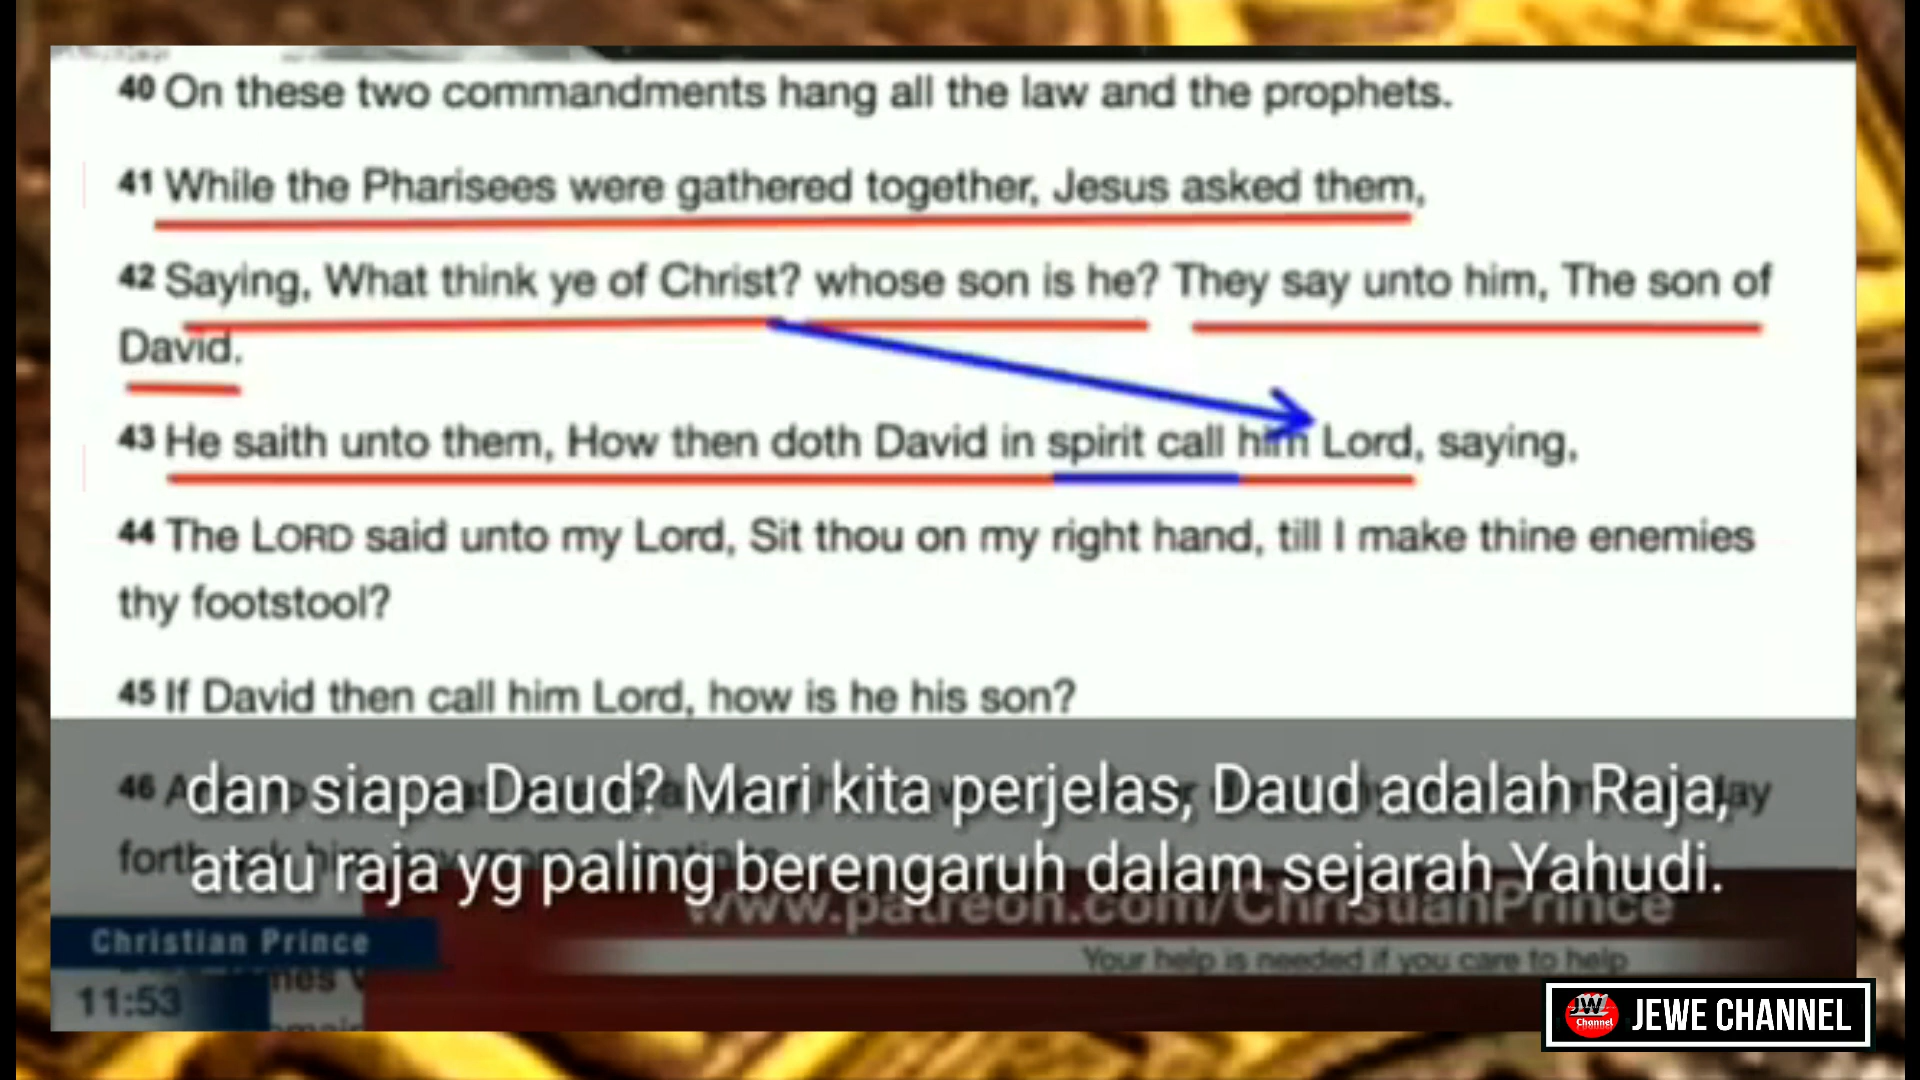 40 On these two commandments hang all the law and the prophets.
41 While the Pharisees were gathered together, Jesus asked them,
42 Saying, What think ye of Christ? whose son is he? They say unto him, The son of
David.
43 He saith unto them, How then doth David in spirit call him Lord, saying,
44 The LORD said unto my Lord, Sit thou on my right hand, till I make thine enemies
thy footstool?
45 If David then call him Lord, how is he his son?
46
dan siapa Daud? Mari kita perjelas, Daud adalah Raja,
forth
atau raja yg paling berengaruh dalam sejarah Yahudi.
www.patreon.com/ChristianPrince
Christian Prince
Your help is needed if you care to help
11:53
JW
Channel
JEWE CHANNEL